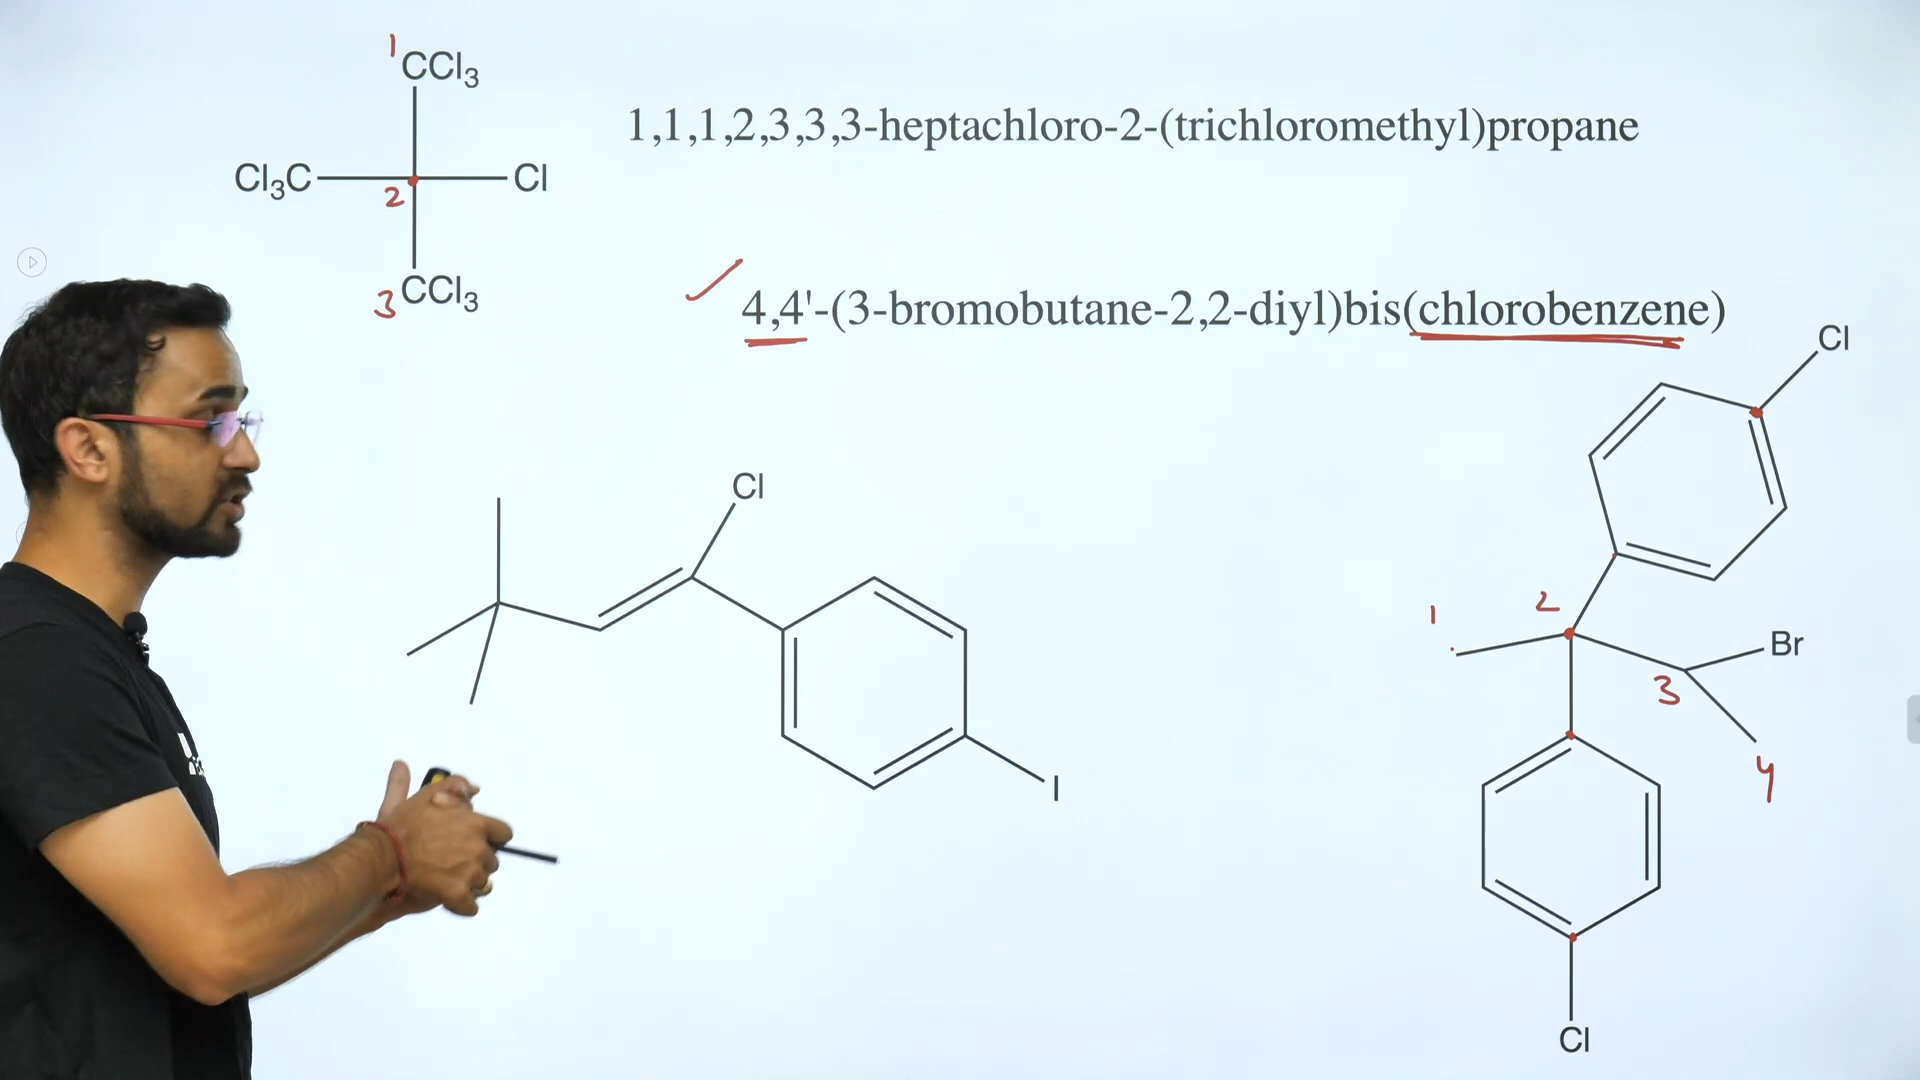 1
CCl3
1,1,1,2,3,3,3-heptachloro-2-(trichloromethyl)propane
Cl3C
Cl
2
3
CCl3
4,4'-(3-bromobutane-2,2-diyl)bis(chlorobenzene)
Cl
Cl
1
2
Br
3
4
I
Cl